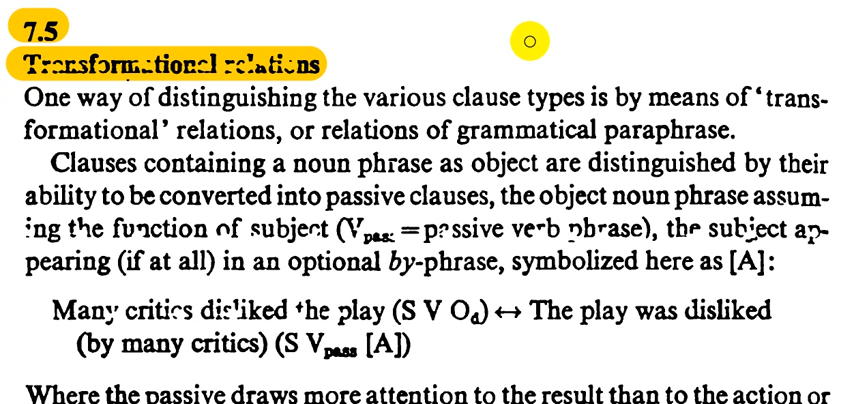 7.5
Transformational relations
One way of distinguishing the various clause types is by means of ‘trans-
formational’ relations, or relations of grammatical paraphrase.
Clauses containing a noun phrase as object are distinguished by their
ability to be converted into passive clauses, the object noun phrase assum-
ing the function of subject (Vpass = passive verb phrase), the subject ap-
pearing (if at all) in an optional by-phrase, symbolized here as [A]:
Many critics disliked the play (S V Od) ↔ The play was disliked
(by many critics) (S Vpass [A])
Where the passive draws more attention to the result than to the action or